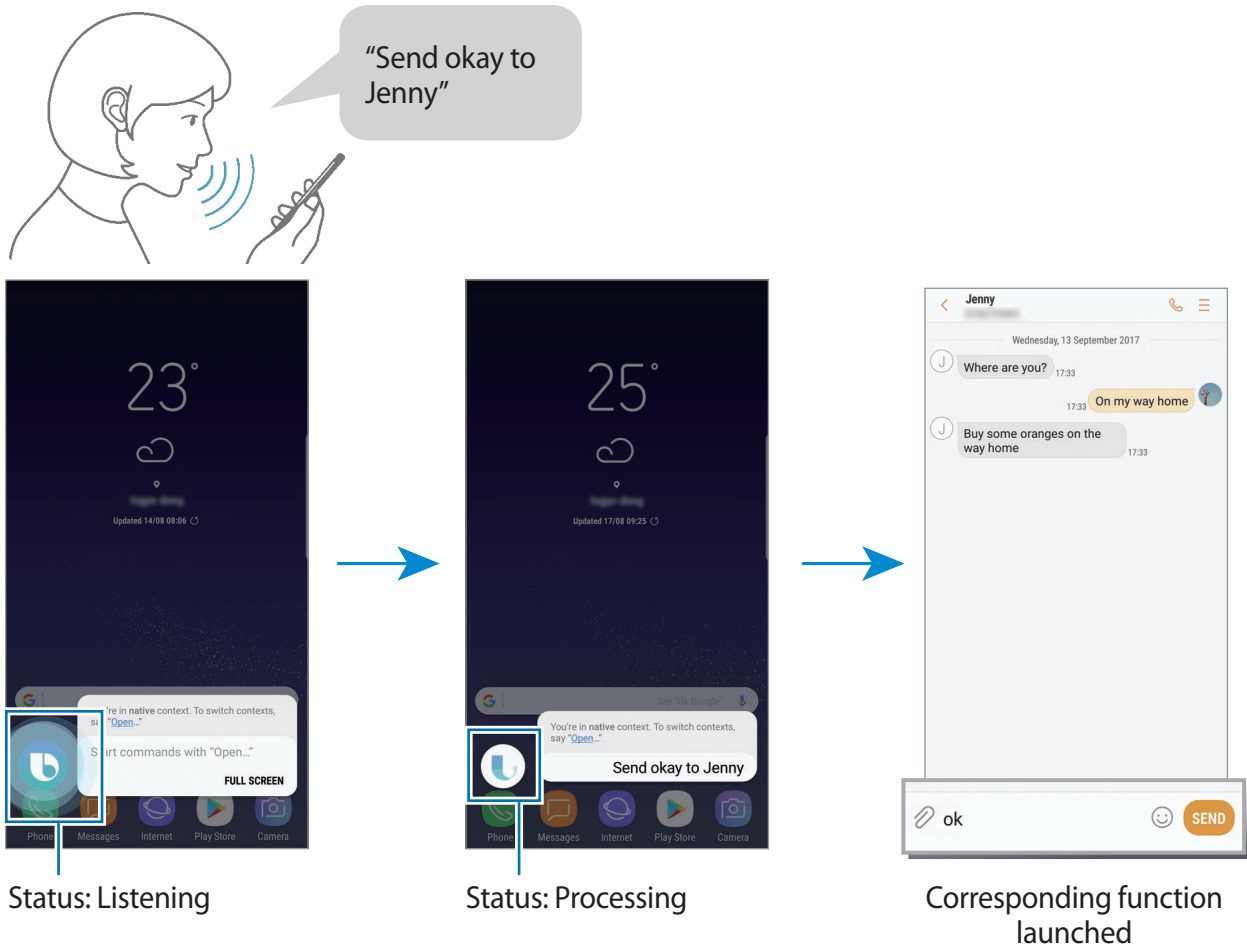 “Send okay to
Jenny”
23°
Updated 14/08 08:06
G
You're in native context. To switch contexts,
say "Open..."
Start commands with "Open..."
FULL SCREEN
Phone Messages Internet Play Store Camera
Status: Listening
25°
Updated 17/08 09:25
G Say "Ok Google"
You're in native context. To switch contexts,
say "Open..."
Send okay to Jenny
Phone Messages Internet Play Store Camera
Status: Processing
Jenny
Wednesday, 13 September 2017
J Where are you? 17:33
17:33 On my way home
J Buy some oranges on the
way home 17:33
ok SEND
Corresponding function
launched